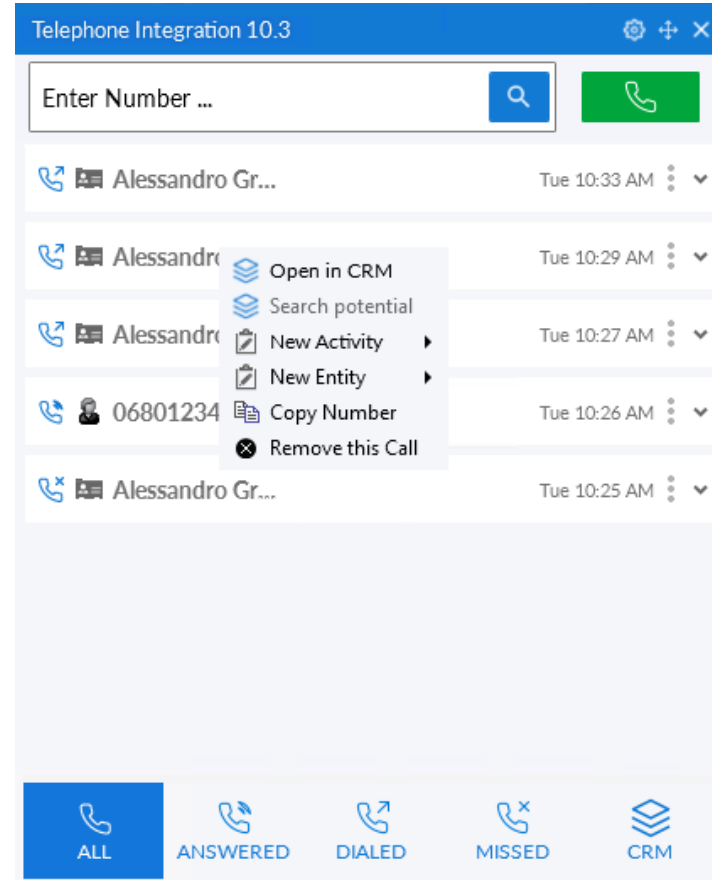 Telephone Integration 10.3
Enter Number ...
Alessandro Gr... Tue 10:33 AM
Alessandro Tue 10:29 AM
Open in CRM
Search potential
Alessandro Tue 10:27 AM
New Activity
New Entity
06801234 Tue 10:26 AM
Copy Number
Remove this Call
Alessandro Gr... Tue 10:25 AM
ALL ANSWERED DIALED MISSED CRM